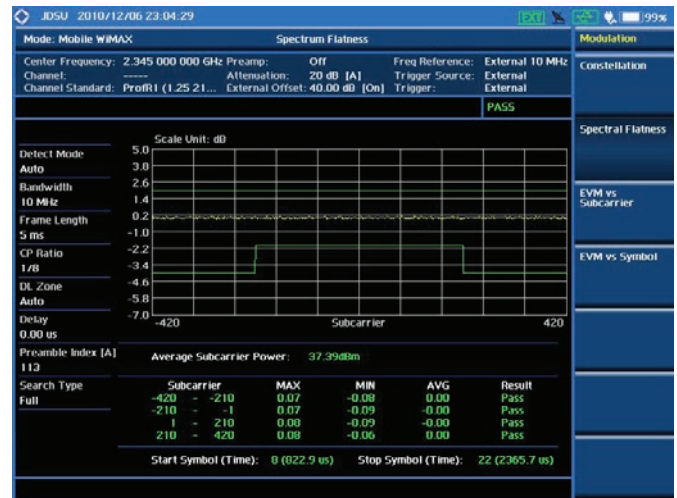 JDSU 2010/12/06 23:04:29 EXT 99%
Mode: Mobile WiMAX Spectrum Flatness
Center Frequency: 2.345 000 000 GHz Preamp: Off Freq Reference: External 10 MHz
Channel: ----- Attenuation: 20 dB [A] Trigger Source: External
Channel Standard: ProfR1 (1.25 21... External Offset: 40.00 dB [On] Trigger: External
PASS
Modulation
Constellation
Spectral Flatness
EVM vs
Subcarrier
EVM vs Symbol
Detect Mode
Auto
Bandwidth
10 MHz
Frame Length
5 ms
CP Ratio
1/8
DL Zone
Auto
Delay
0.00 us
Preamble Index [A]
113
Search Type
Full
Scale Unit: dB
5.0
3.8
2.6
1.4
0.2
-1.0
-2.2
-3.4
-4.6
-5.8
-7.0
-420 Subcarrier 420
Average Subcarrier Power: 37.39dBm
Subcarrier MAX MIN AVG Result
-420 - -210 0.07 -0.08 0.00 Pass
-210 - -1 0.07 -0.09 -0.00 Pass
1 - 210 0.08 -0.09 -0.00 Pass
210 - 420 0.08 -0.06 0.00 Pass
Start Symbol (Time): 8 (822.9 us) Stop Symbol (Time): 22 (2365.7 us)